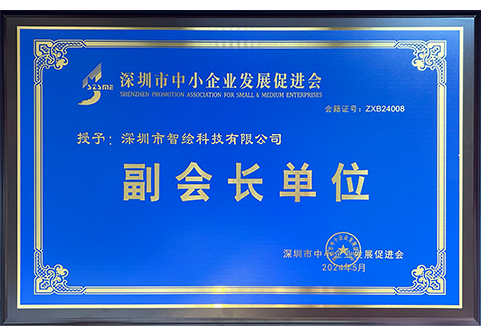 SZSME
深圳市中小企业发展促进会
SHENZHEN PROMOTION ASSOCIATION FOR SMALL & MEDIUM ENTERPRISES
会籍证号：ZXB24008
授予：深圳市智绘科技有限公司
副会长单位
深圳市中小企业发展促进会
2024年5月